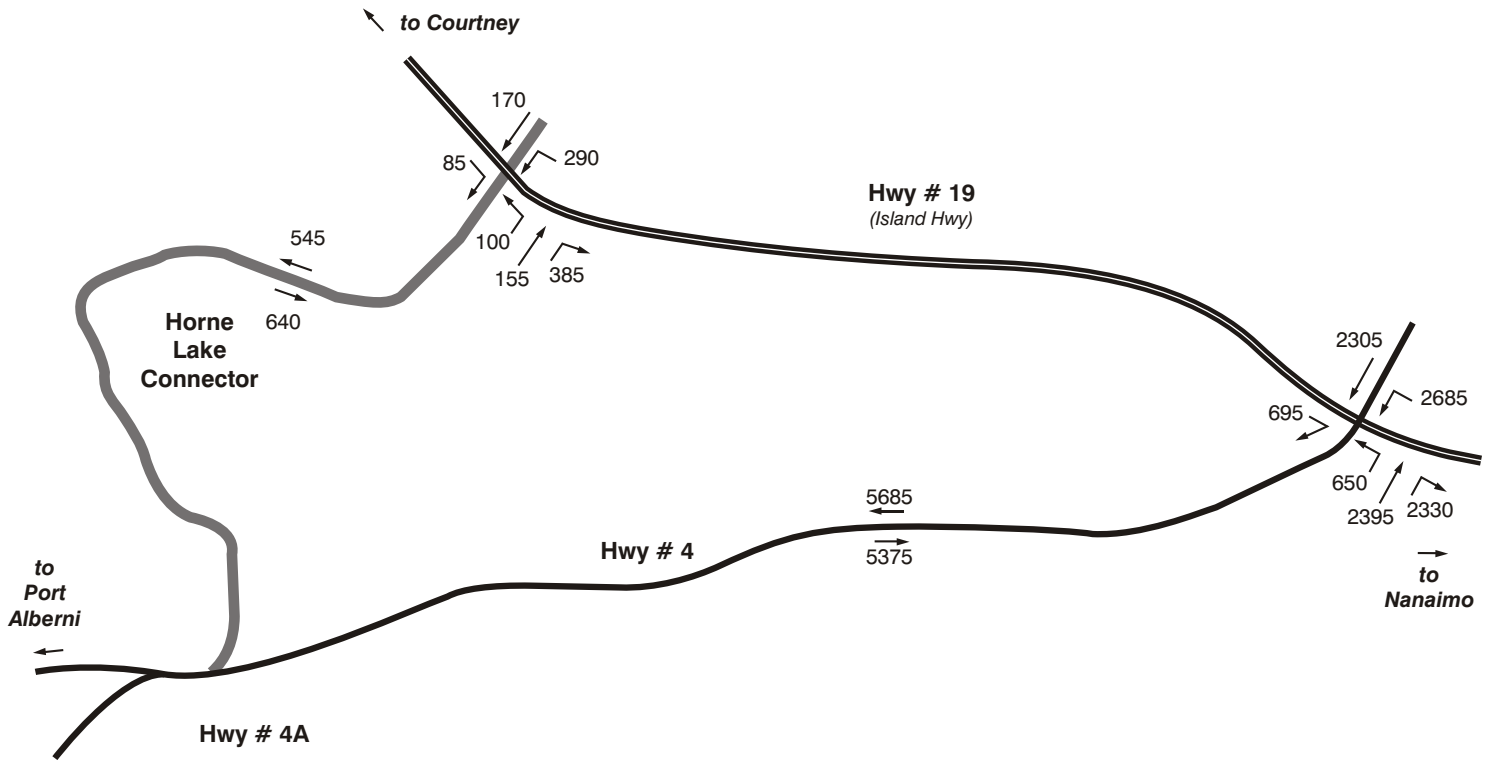 to Courtney
170
85
290
Hwy # 19
(Island Hwy)
545
100
155
385
640
Horne
Lake
Connector
2305
695
2685
650
2395
2330
5685
5375
Hwy # 4
to
Nanaimo
to
Port
Alberni
Hwy # 4A